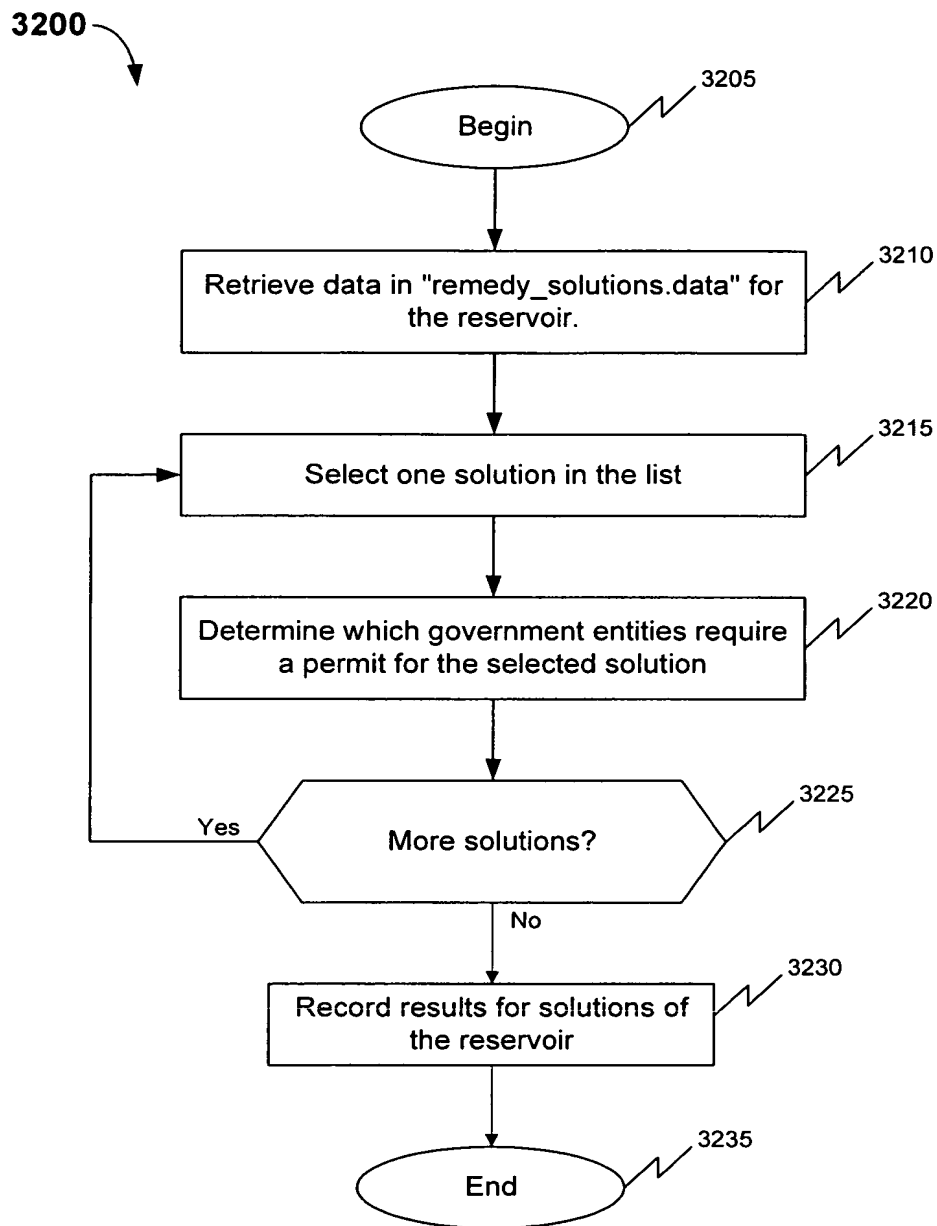 3200
3205
Begin
3210
Retrieve data in "remedy_solutions.data" for
the reservoir.
3215
Select one solution in the list
3220
Determine which government entities require
a permit for the selected solution
3225
Yes
More solutions?
No
3230
Record results for solutions of
the reservoir
3235
End